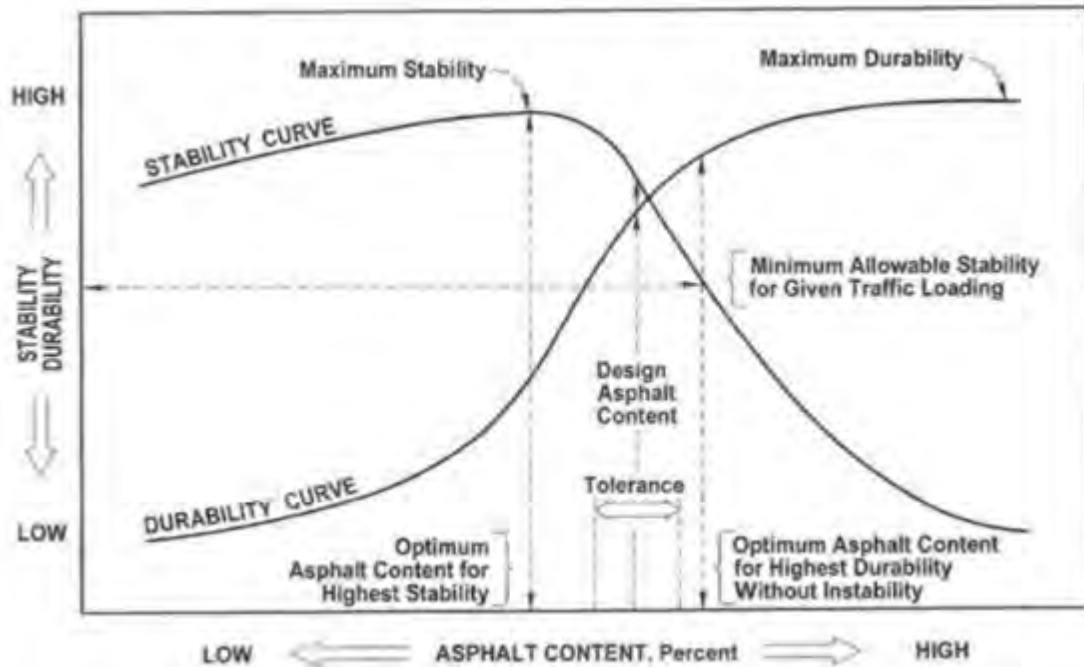 Maximum Stability
Maximum Durability
HIGH
STABILITY CURVE
STABILITY
DURABILITY
Minimum Allowable Stability
for Given Traffic Loading
Design
Asphalt
Content
Tolerance
DURABILITY CURVE
LOW
Optimum
Asphalt Content for
Highest Stability
Optimum Asphalt Content
for Highest Durability
Without Instability
LOW
ASPHALT CONTENT, Percent
HIGH